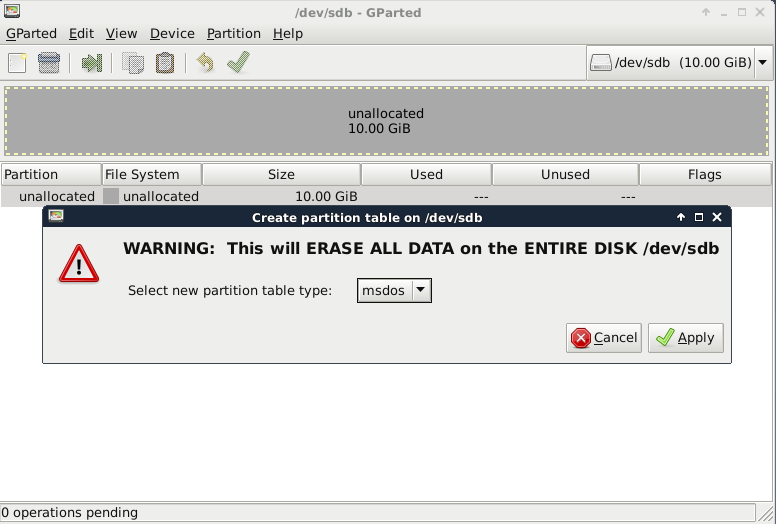 /dev/sdb - GParted
GParted Edit View Device Partition Help
/dev/sdb (10.00 GiB)
unallocated
10.00 GiB
Partition File System Size Used Unused Flags
unallocated unallocated 10.00 GiB --- ---
Create partition table on /dev/sdb
WARNING: This will ERASE ALL DATA on the ENTIRE DISK /dev/sdb
Select new partition table type: msdos
Cancel Apply
0 operations pending